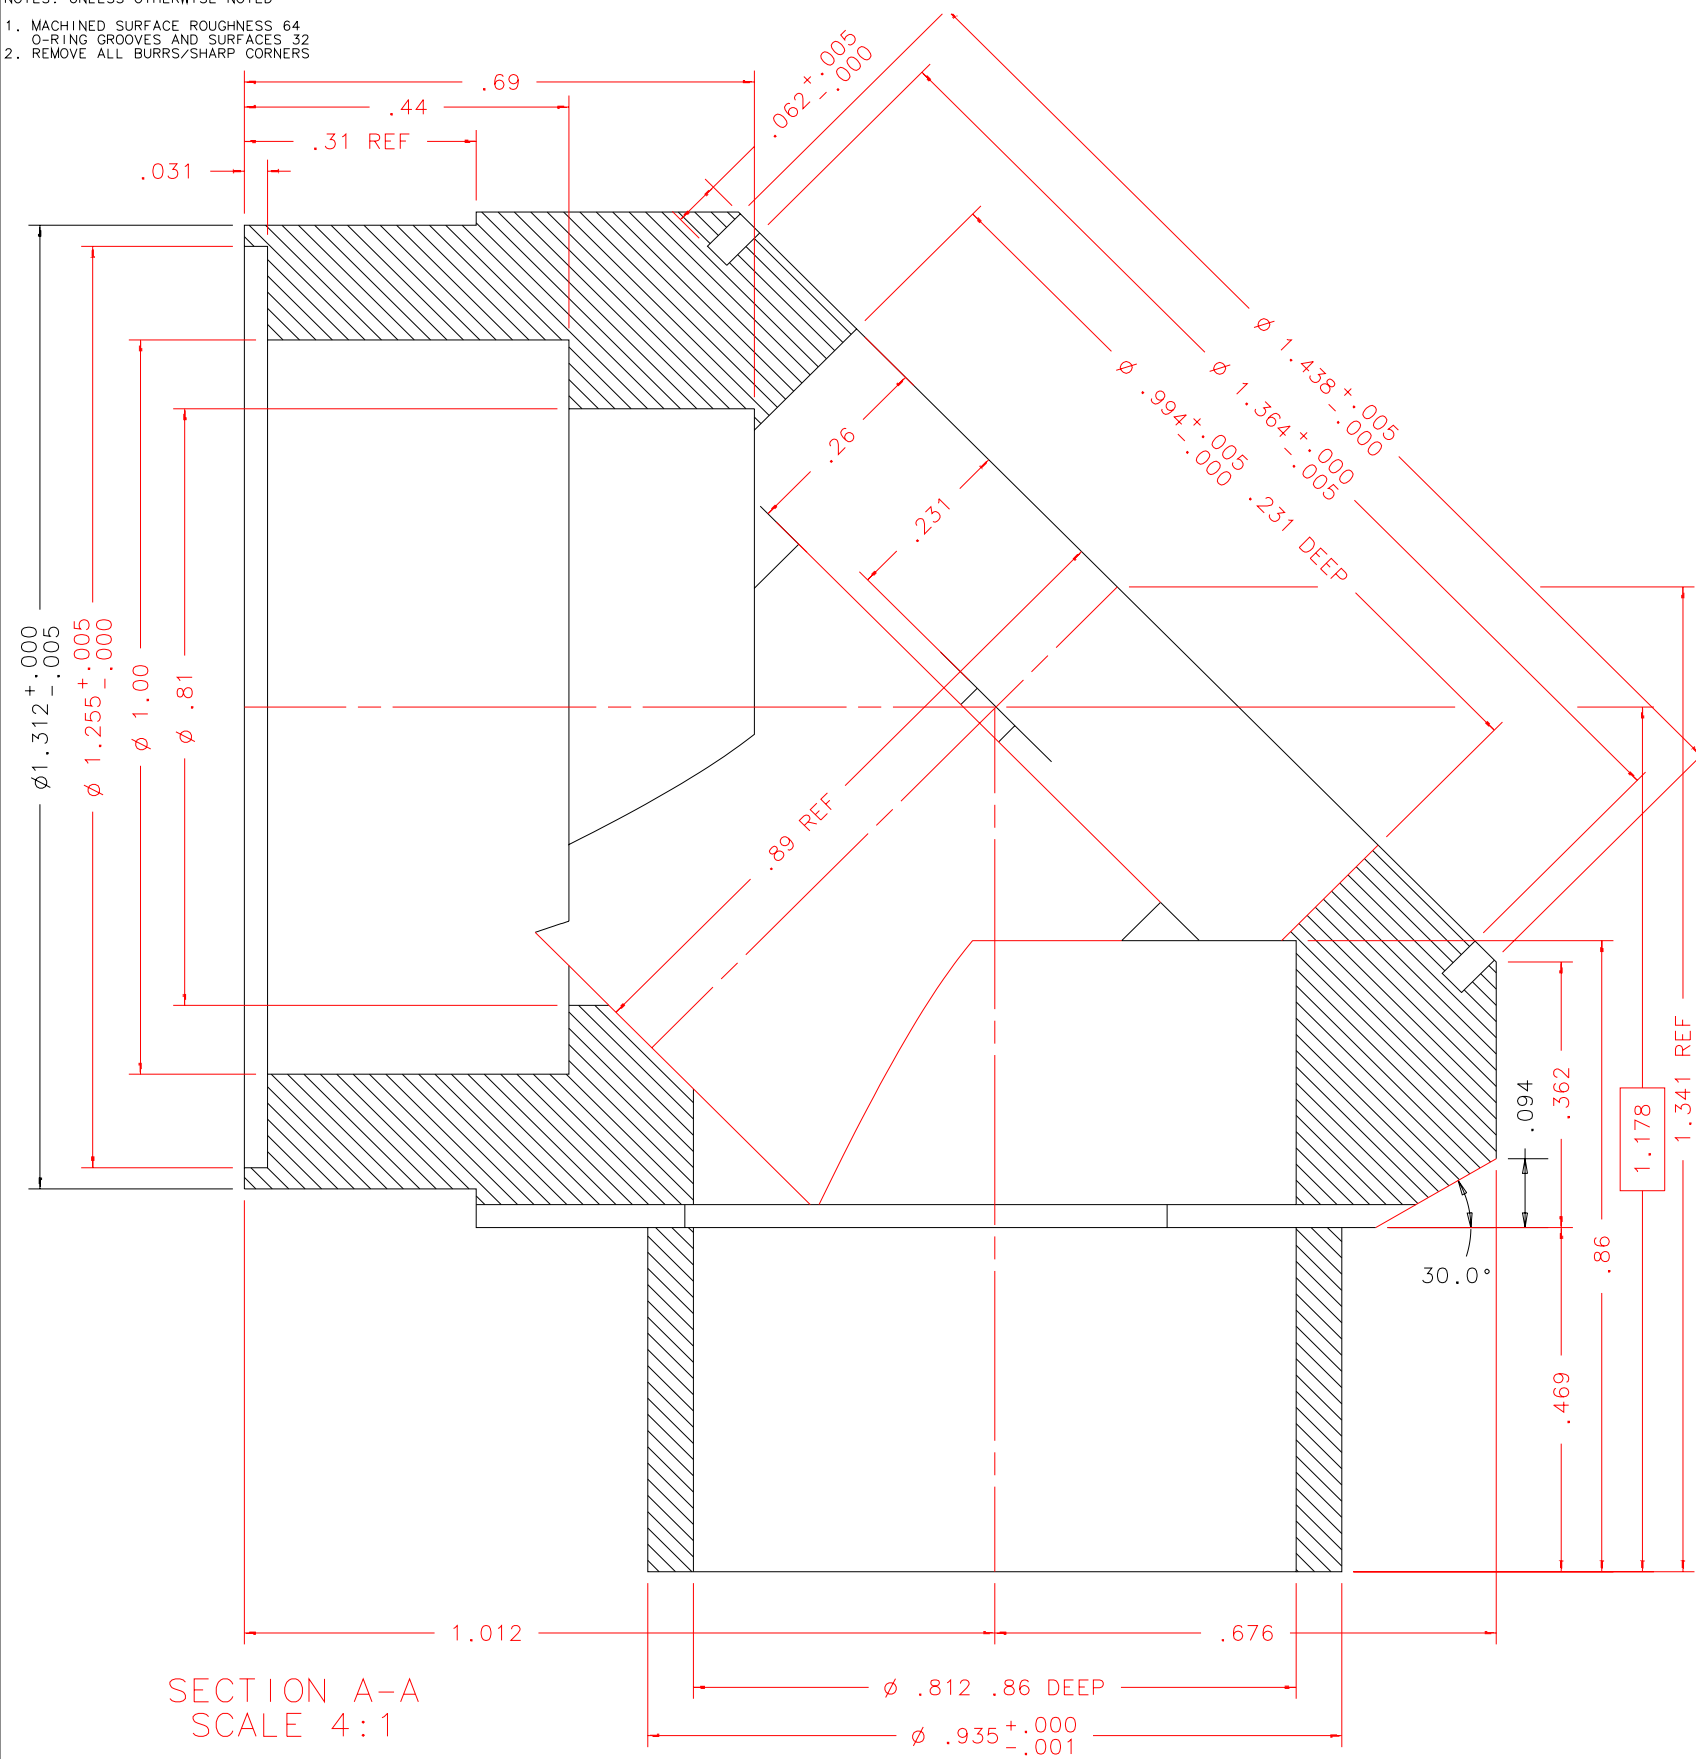 NOTES: UNLESS OTHERWISE NOTED
1. MACHINED SURFACE ROUGHNESS 64
O-RING GROOVES AND SURFACES 32
2. REMOVE ALL BURRS/SHARP CORNERS
.69
.44
.31 REF
.031
.062 +.005 -.000
ø 1.438 +.005 -.000
ø 1.364 +.000 -.005
ø .994 +.005 -.000 .231 DEEP
.26
.231
.89 REF
ø1.312 +.000 -.005
ø 1.255 +.005 -.000
ø 1.00
ø .81
.094
.362
1.178
1.341 REF
.86
30.0°
.469
1.012
.676
ø .812 .86 DEEP
ø .935 +.000 -.001
SECTION A-A
SCALE 4:1